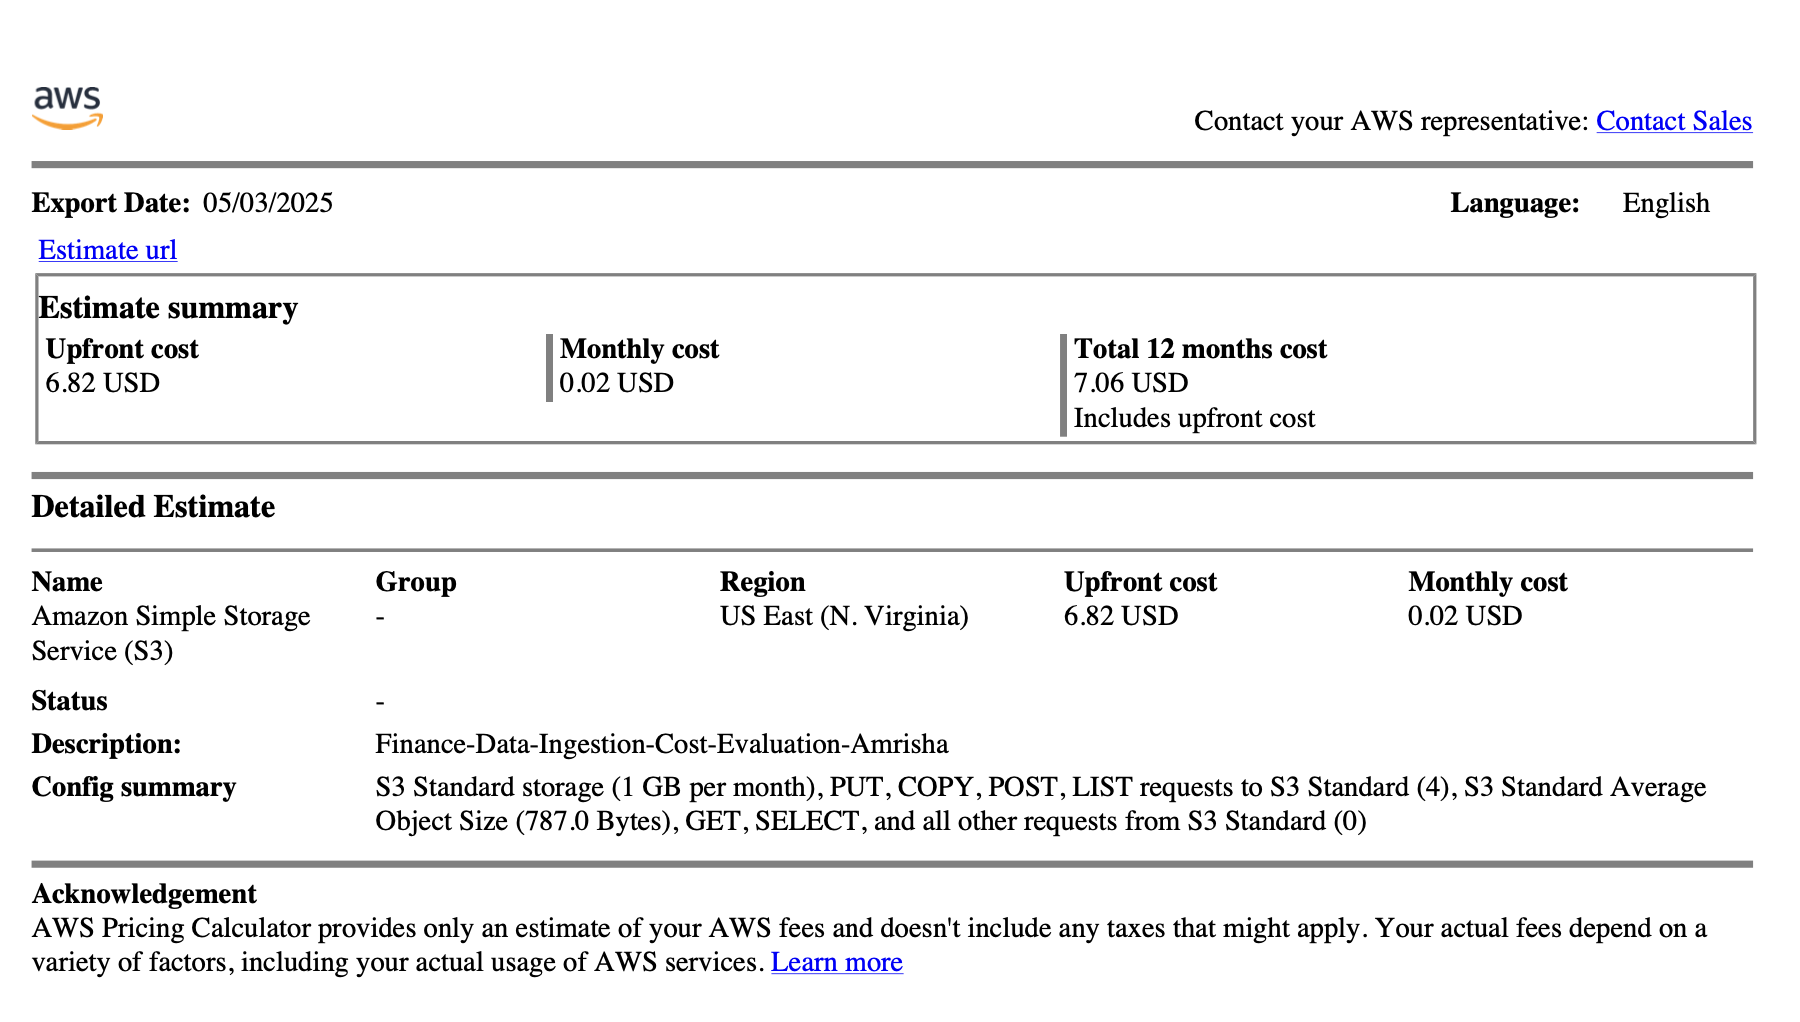 aws
Contact your AWS representative: Contact Sales
Export Date: 05/03/2025
Language: English
Estimate url
Estimate summary
Upfront cost
6.82 USD
Monthly cost
0.02 USD
Total 12 months cost
7.06 USD
Includes upfront cost
Detailed Estimate
Name Group Region Upfront cost Monthly cost
Amazon Simple Storage - US East (N. Virginia) 6.82 USD 0.02 USD
Service (S3)
Status -
Description: Finance-Data-Ingestion-Cost-Evaluation-Amrisha
Config summary S3 Standard storage (1 GB per month), PUT, COPY, POST, LIST requests to S3 Standard (4), S3 Standard Average
Object Size (787.0 Bytes), GET, SELECT, and all other requests from S3 Standard (0)
Acknowledgement
AWS Pricing Calculator provides only an estimate of your AWS fees and doesn't include any taxes that might apply. Your actual fees depend on a
variety of factors, including your actual usage of AWS services. Learn more